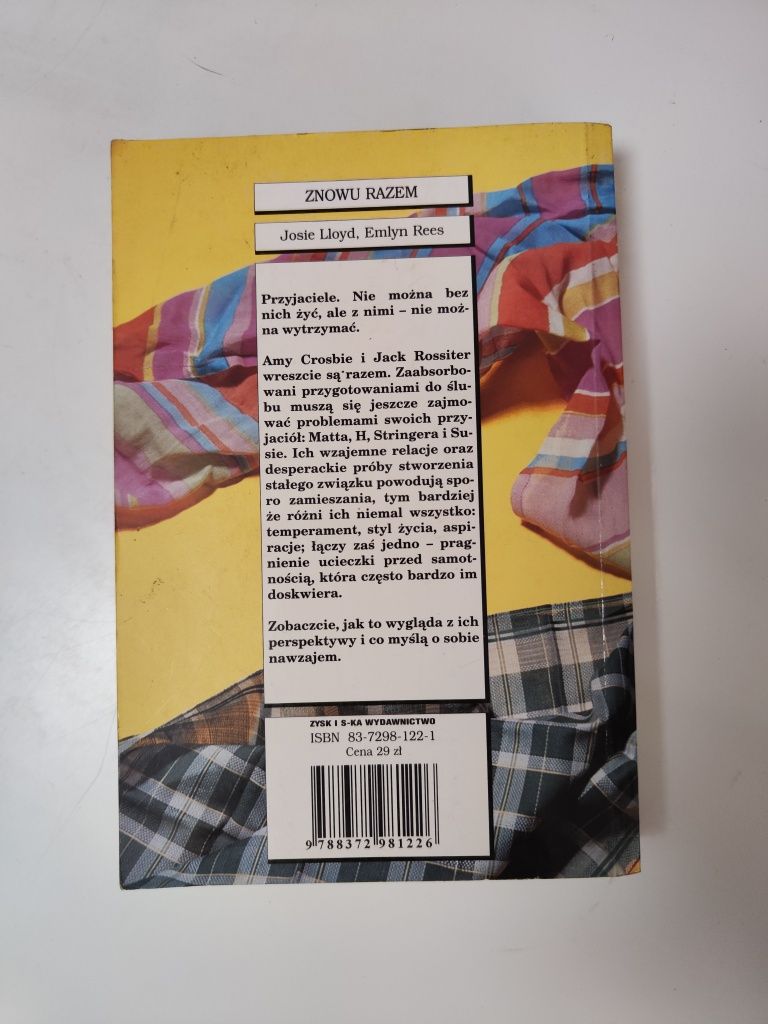 ZNOWU RAZEM
Josie Lloyd, Emlyn Rees
Przyjaciele. Nie można bez
nich żyć, ale z nimi – nie moż-
na wytrzymać.
Amy Crosbie i Jack Rossiter
wreszcie są razem. Zaabsorbo-
wani przygotowaniami do ślu-
bu muszą się jeszcze zajmo-
wać problemami swoich przy-
jaciół: Matta, H, Stringera i Su-
sie. Ich wzajemne relacje oraz
desperackie próby stworzenia
stałego związku powodują spo-
ro zamieszania, tym bardziej
że różni ich niemal wszystko:
temperament, styl życia, aspi-
racje; łączy zaś jedno – prag-
nienie ucieczki przed samot-
nością, która często bardzo im
doskwiera.
Zobaczcie, jak to wygląda z ich
perspektywy i co myślą o sobie
nawzajem.
ZYSK I S-KA WYDAWNICTWO
ISBN 83-7298-122-1
Cena 29 zł
9 788372 981226